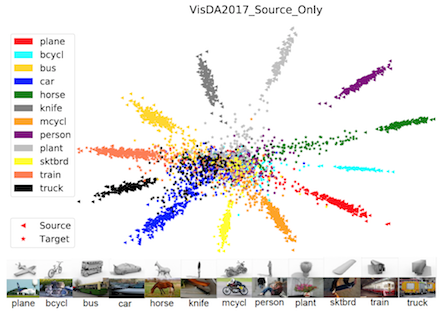 VisDA2017_Source_Only
plane
bcycl
bus
car
horse
knife
mcycl
person
plant
sktbrd
train
truck
Source
Target
plane bcycl bus car horse knife mcycl person plant sktbrd train truck